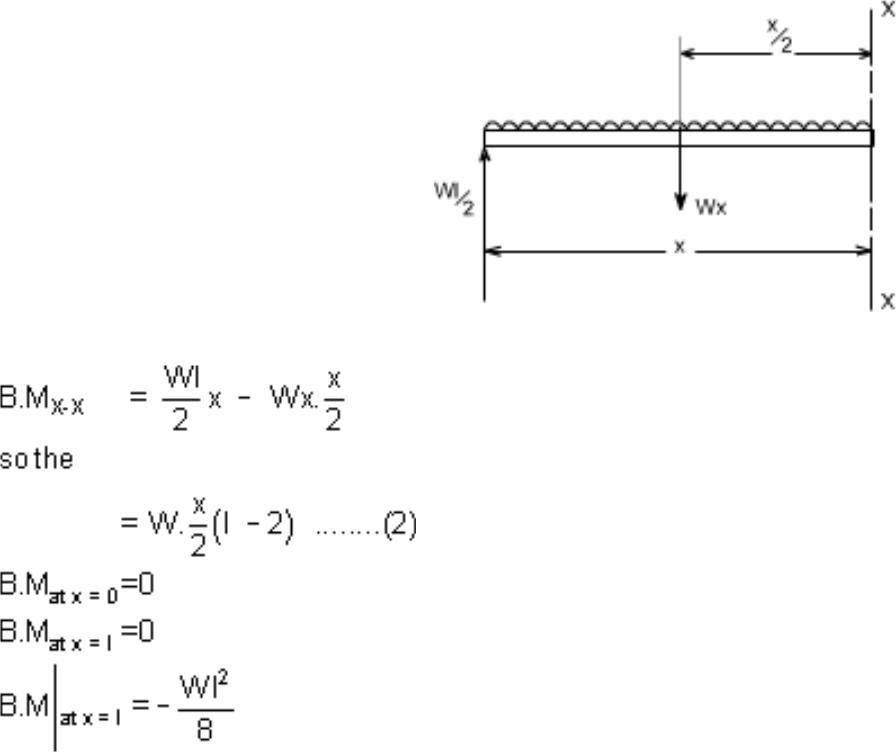 X
x/2
Wl/2
Wx
x
X
B.M_X-X = Wl/2 x - Wx. x/2
so the
= W. x/2 (l - 2) ........(2)
B.M_at x = 0 =0
B.M_at x = l =0
B.M|_at x = l = - Wl²/8